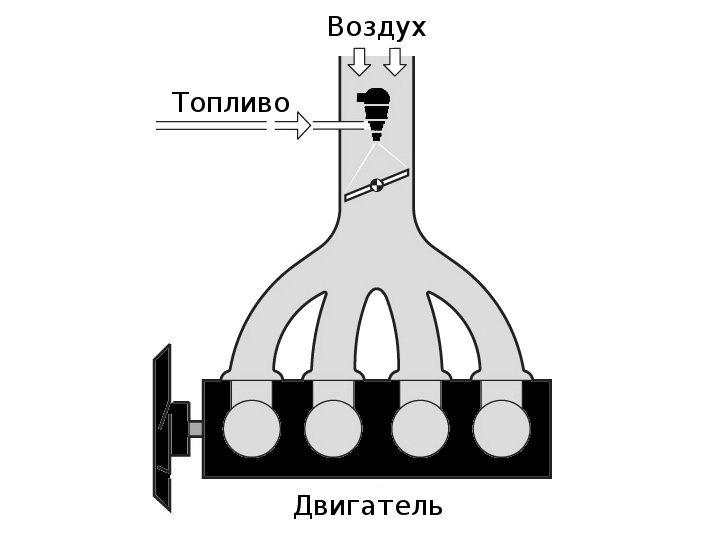 Воздух
Топливо
Двигатель